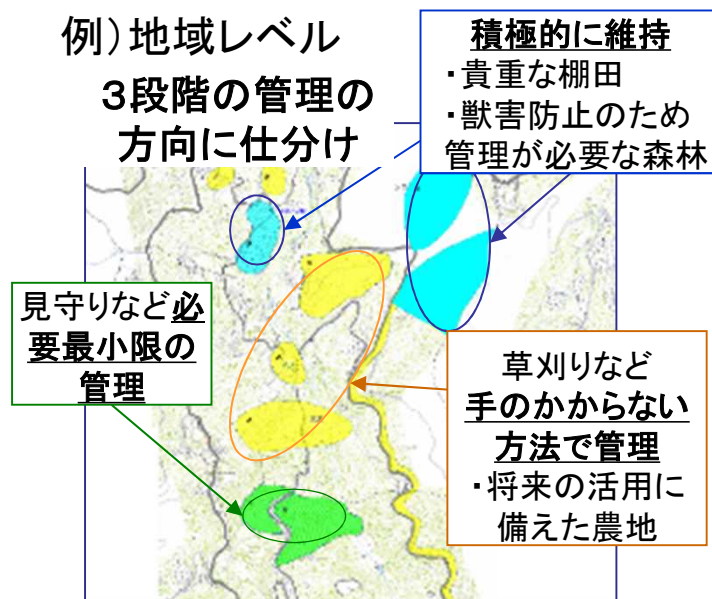 例）地域レベル
３段階の管理の
方向に仕分け
積極的に維持
・貴重な棚田
・獣害防止のため
管理が必要な森林
見守りなど必
要最小限の
管理
草刈りなど
手のかからない
方法で管理
・将来の活用に
備えた農地